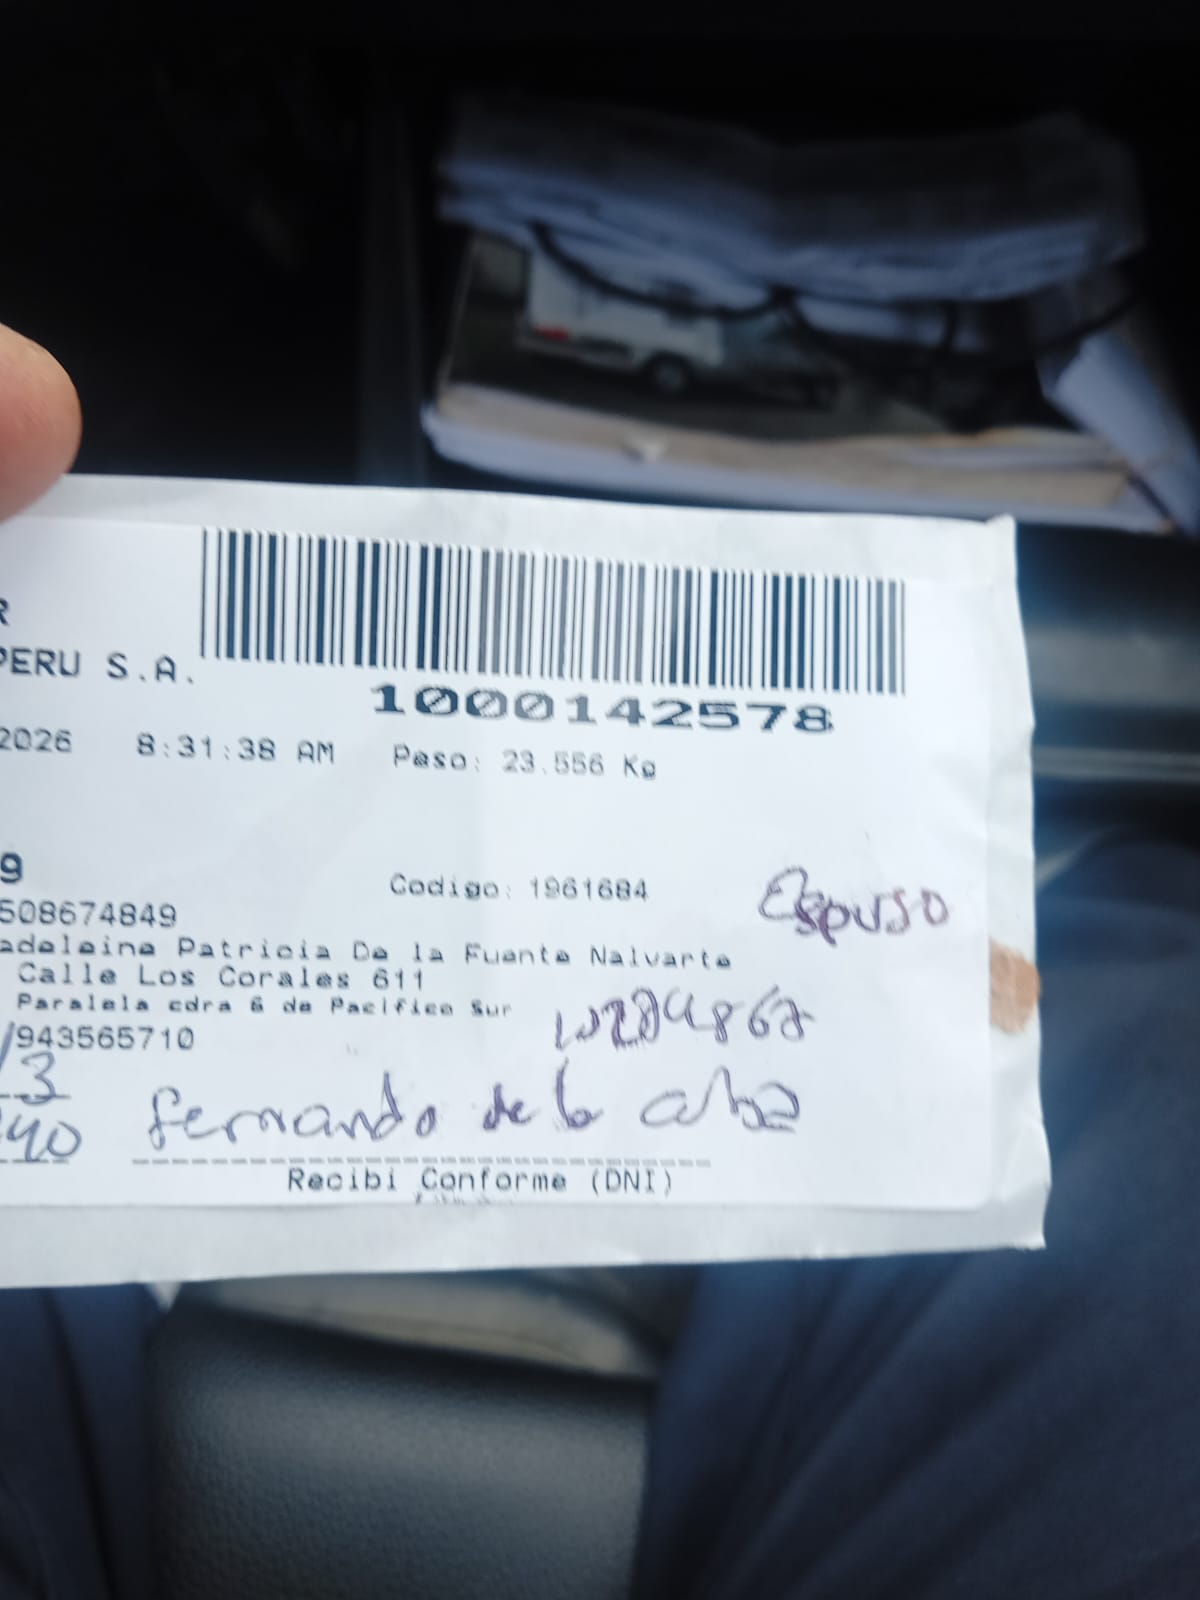 R
PERU S.A.
1000142578
2026 8:31:38 AM Peso: 23.556 Kg
9
Codigo: 1961684
Esposo
508674849
adeleine Patricia De la Fuente Nalvarte
Calle Los Corales 611
Paralela cdra 6 de Pacifico Sur
943565710
3
40
fernando de la
Recibi Conforme (DNI)